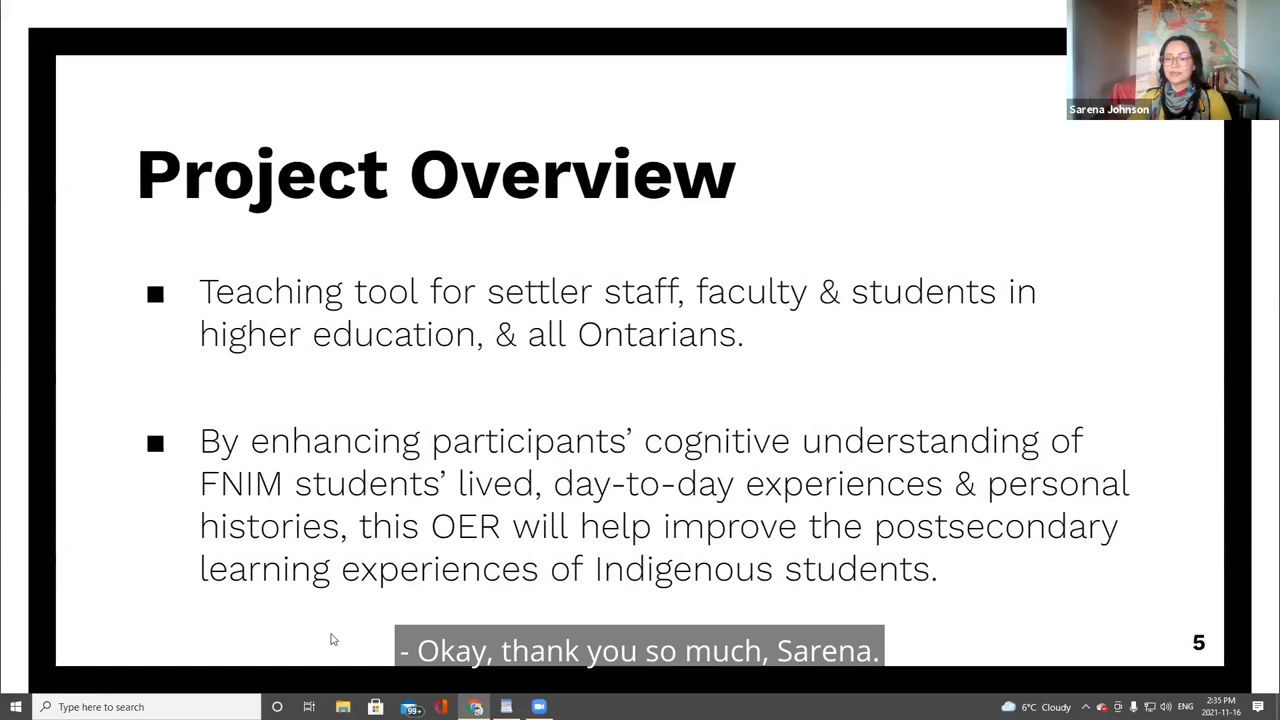 Sarena Johnson
Project Overview
■ Teaching tool for settler staff, faculty & students in
higher education, & all Ontarians.
■ By enhancing participants’ cognitive understanding of
FNIM students’ lived, day-to-day experiences & personal
histories, this OER will help improve the postsecondary
learning experiences of Indigenous students.
- Okay, thank you so much, Sarena.
5
Type here to search
99+
6°C Cloudy
ENG
2:35 PM
2021-11-16